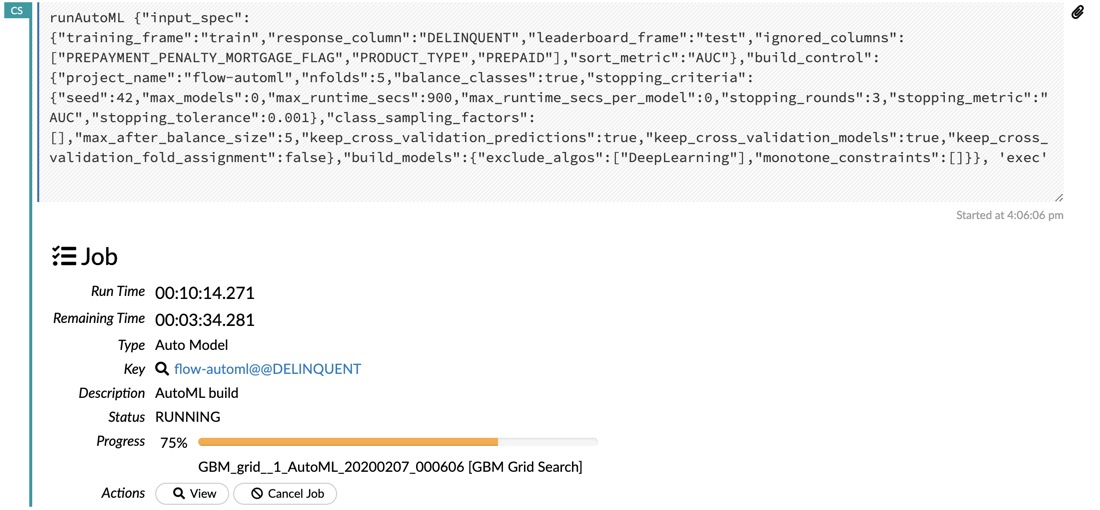 CS
runAutoML {"input_spec":
{"training_frame":"train","response_column":"DELINQUENT","leaderboard_frame":"test","ignored_columns":
["PREPAYMENT_PENALTY_MORTGAGE_FLAG","PRODUCT_TYPE","PREPAID"],"sort_metric":"AUC"},"build_control":
{"project_name":"flow-automl","nfolds":5,"balance_classes":true,"stopping_criteria":
{"seed":42,"max_models":0,"max_runtime_secs":900,"max_runtime_secs_per_model":0,"stopping_rounds":3,"stopping_metric":"
AUC","stopping_tolerance":0.001},"class_sampling_factors":
[],"max_after_balance_size":5,"keep_cross_validation_predictions":true,"keep_cross_validation_models":true,"keep_cross_
validation_fold_assignment":false},"build_models":{"exclude_algos":["DeepLearning"],"monotone_constraints":[]}}, 'exec'
Started at 4:06:06 pm
Job
Run Time 00:10:14.271
Remaining Time 00:03:34.281
Type Auto Model
Key flow-automl@@DELINQUENT
Description AutoML build
Status RUNNING
Progress 75%
GBM_grid__1_AutoML_20200207_000606 [GBM Grid Search]
Actions View Cancel Job